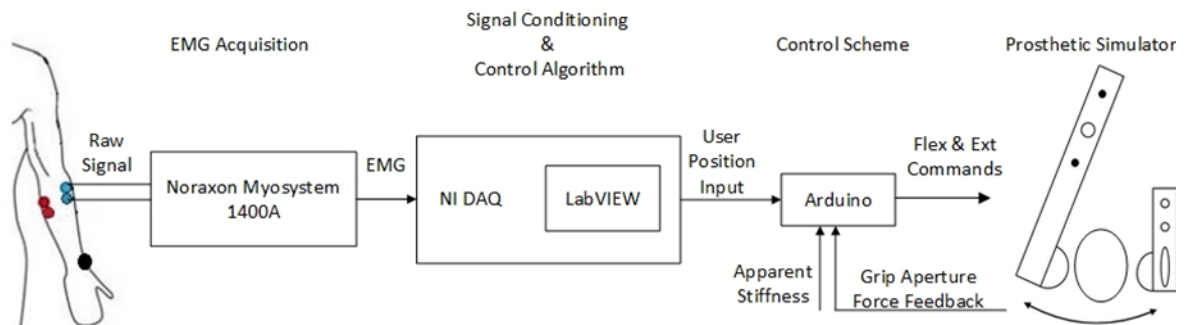 EMG Acquisition
Signal Conditioning
&
Control Algorithm
Control Scheme
Prosthetic Simulator
Raw
Signal
Noraxon Myosystem
1400A
EMG
NI DAQ
LabVIEW
User
Position
Input
Arduino
Flex & Ext
Commands
Apparent
Stiffness
Grip Aperture
Force Feedback